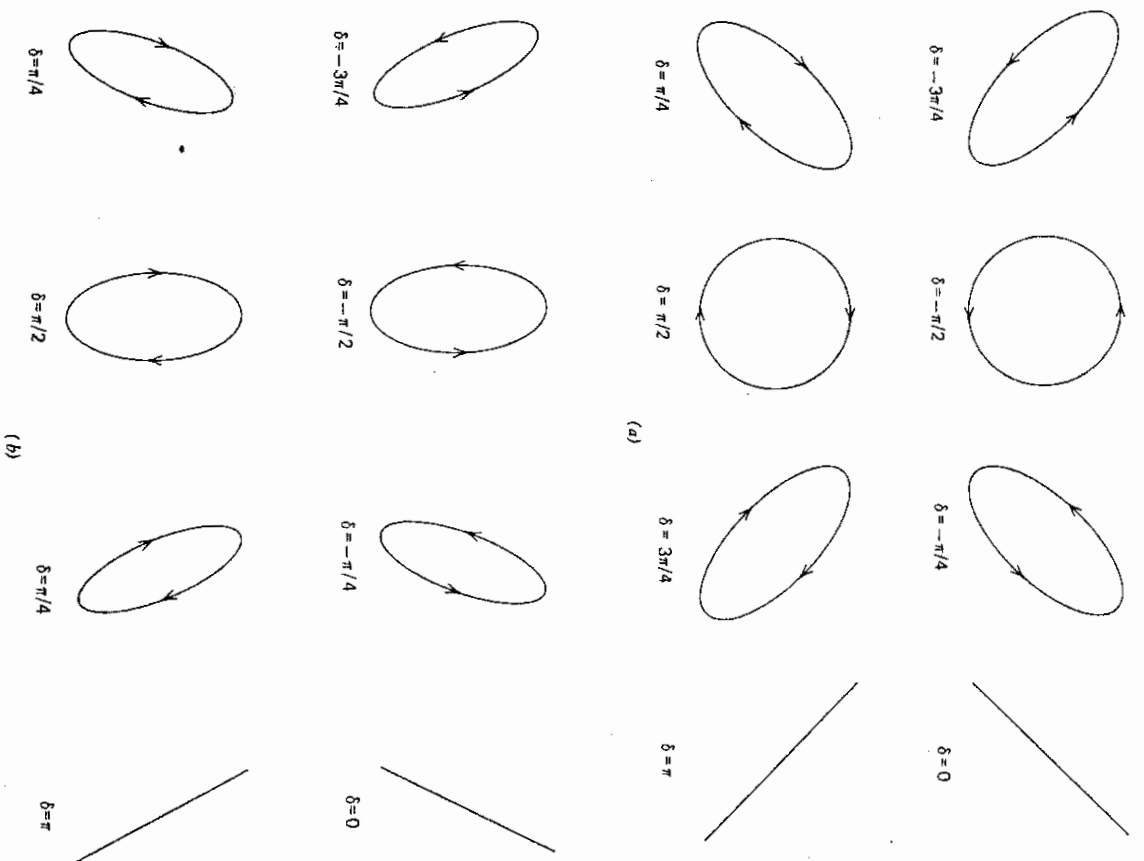 δ = −3π/4
δ = −π/2
δ = −π/4
δ = 0
δ = π/4
δ = π/2
δ = 3π/4
δ = π
(a)
δ = −3π/4
δ = −π/2
δ = −π/4
δ=0
δ=π/4
δ=π/2
δ=π/4
δ=π
(b)